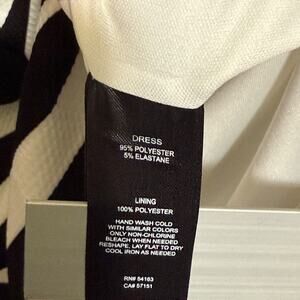 DRESS
95% POLYESTER
5% ELASTANE
LINING
100% POLYESTER
HAND WASH COLD
WITH SIMILAR COLORS
ONLY NON-CHLORINE
BLEACH WHEN NEEDED
RESHAPE, LAY FLAT TO DRY
COOL IRON AS NEEDED
RN# 54163
CA# 57151